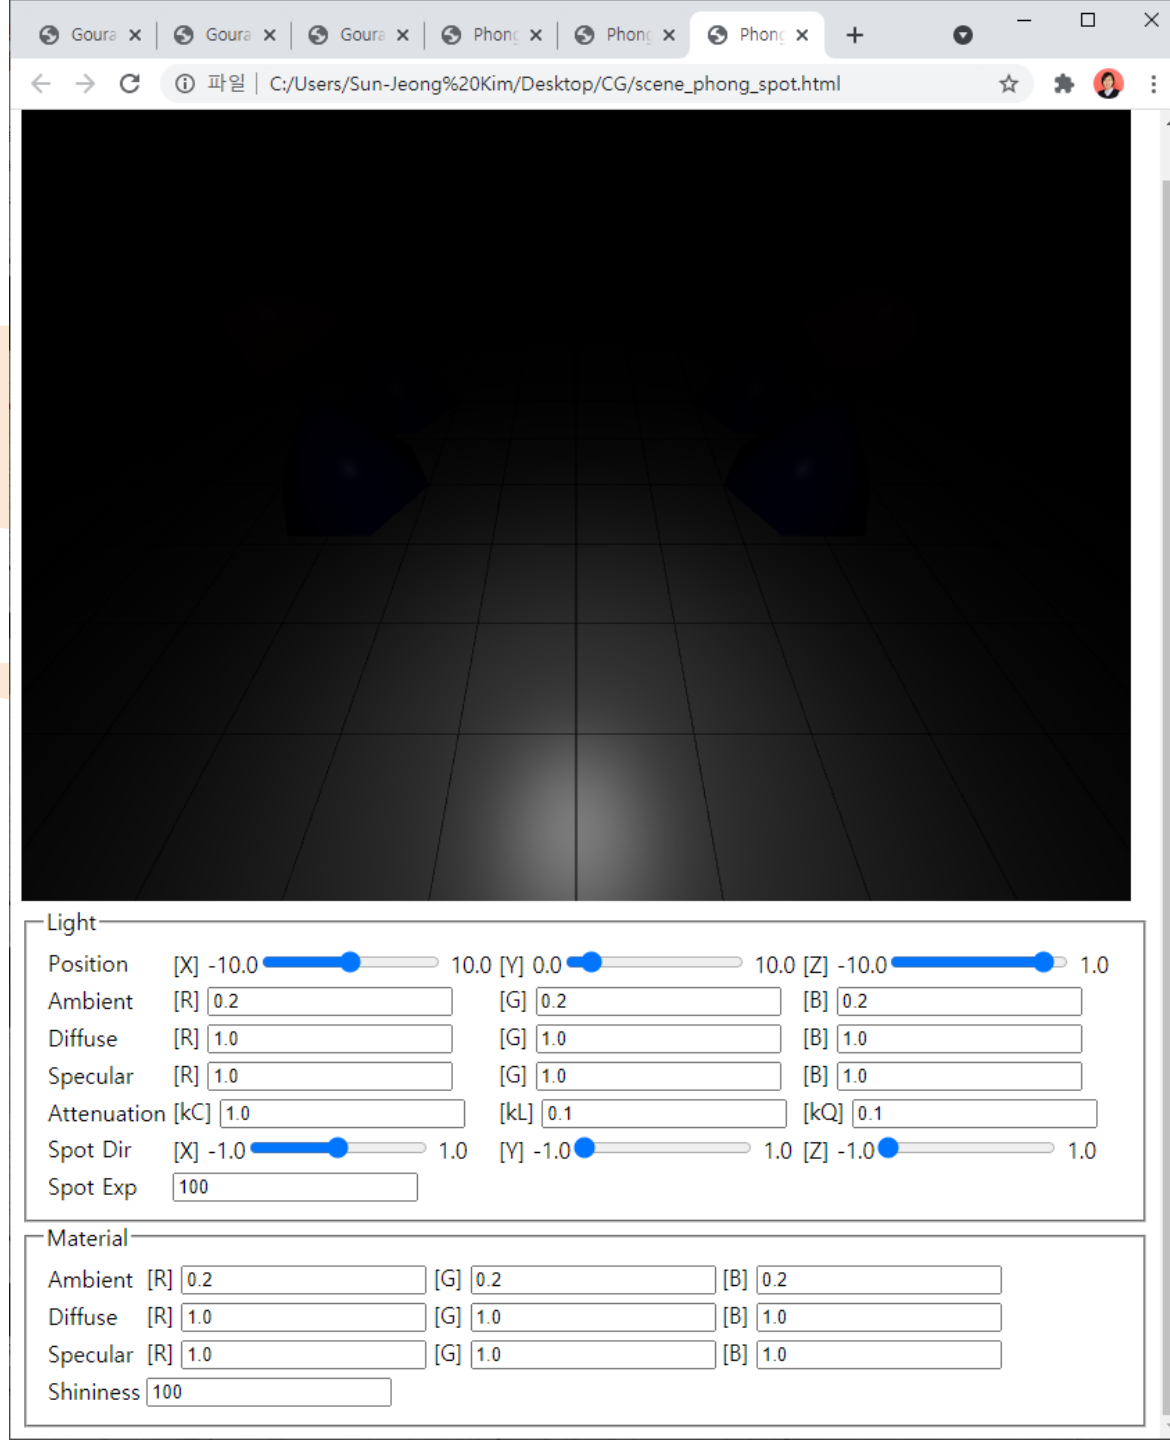 Goura Goura Goura Phong Phong Phong
파일 C:/Users/Sun-Jeong%20Kim/Desktop/CG/scene_phong_spot.html
Light
Position [X] -10.0 10.0 [Y] 0.0 10.0 [Z] -10.0 1.0
Ambient [R] 0.2 [G] 0.2 [B] 0.2
Diffuse [R] 1.0 [G] 1.0 [B] 1.0
Specular [R] 1.0 [G] 1.0 [B] 1.0
Attenuation [kC] 1.0 [kL] 0.1 [kQ] 0.1
Spot Dir [X] -1.0 1.0 [Y] -1.0 1.0 [Z] -1.0 1.0
Spot Exp 100
Material
Ambient [R] 0.2 [G] 0.2 [B] 0.2
Diffuse [R] 1.0 [G] 1.0 [B] 1.0
Specular [R] 1.0 [G] 1.0 [B] 1.0
Shininess 100